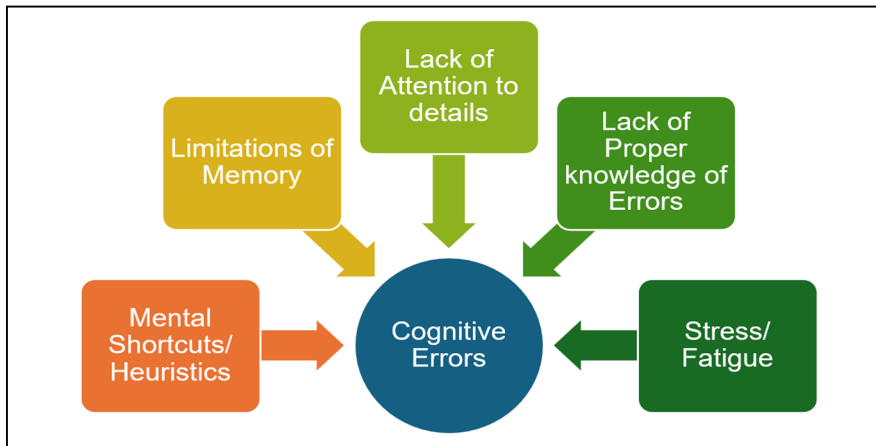 Lack of
Attention to
details
Limitations of
Memory
Lack of
Proper
knowledge of
Errors
Mental
Shortcuts/
Heuristics
Cognitive
Errors
Stress/
Fatigue